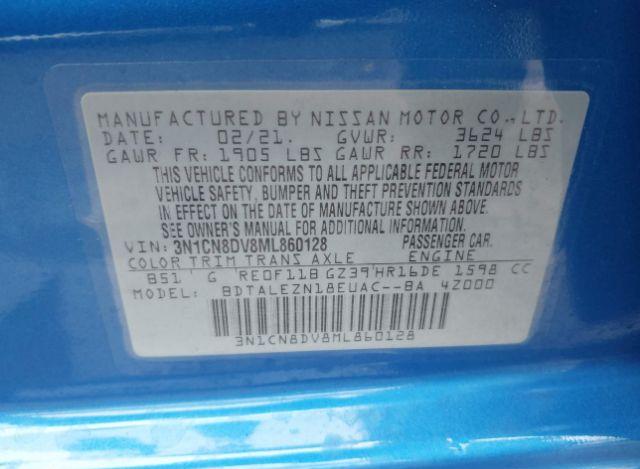 MANUFACTURED BY NISSAN MOTOR CO.,LTD.
DATE: 02/21. GVWR: 3624 LBS
GAWR FR: 1905 LBS GAWR RR: 1720 LBS
THIS VEHICLE CONFORMS TO ALL APPLICABLE FEDERAL MOTOR
VEHICLE SAFETY, BUMPER AND THEFT PREVENTION STANDARDS
IN EFFECT ON THE DATE OF MANUFACTURE SHOWN ABOVE.
SEE OWNER'S MANUAL FOR ADDITIONAL INFORMATION.
VIN: 3N1CN8DV8ML860128 PASSENGER CAR.
COLOR TRIM TRANS AXLE ENGINE
B51 G RE0F11B GZ39 HR16DE 1598 CC
MODEL: BDTALEZN18EUAC--BA 4Z000
3N1CN8DV8ML860128